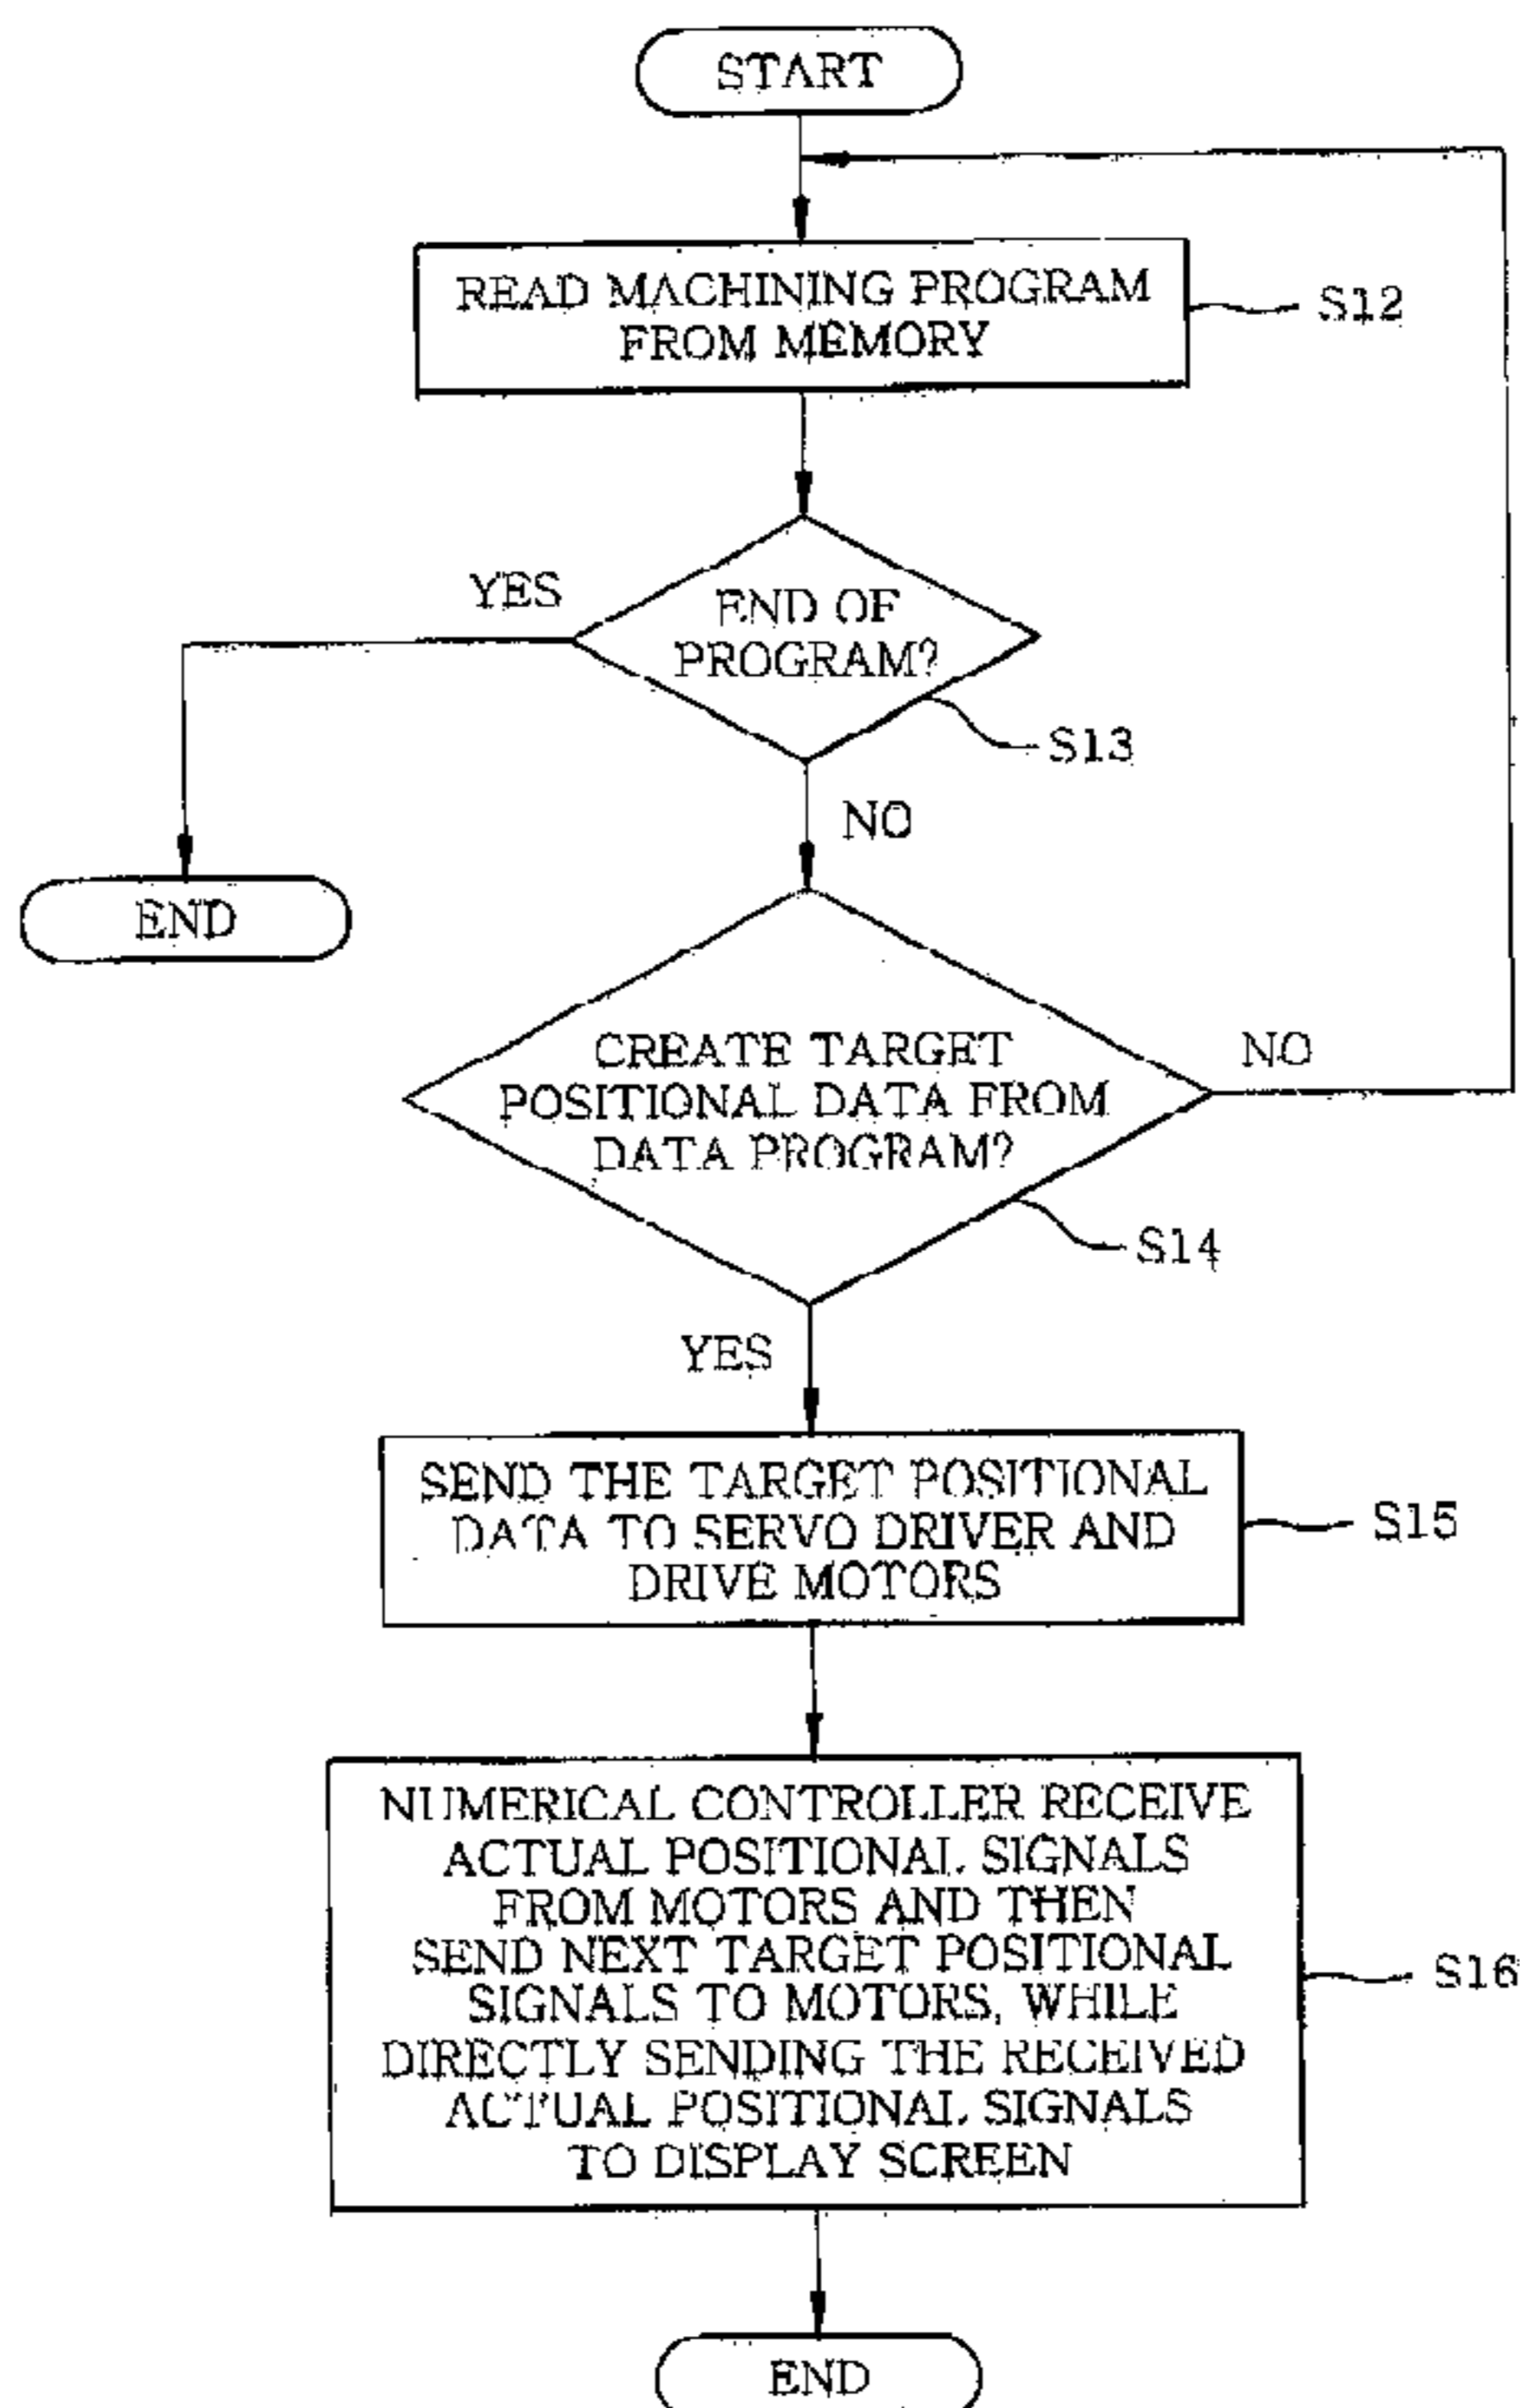 START
READ MACHINING PROGRAM
FROM MEMORY
S12
YES
END OF
PROGRAM?
S13
NO
END
CREATE TARGET
POSITIONAL DATA FROM
DATA PROGRAM?
NO
S14
YES
SEND THE TARGET POSITIONAL
DATA TO SERVO DRIVER AND
DRIVE MOTORS
S15
NUMERICAL CONTROLLER RECEIVE
ACTUAL POSITIONAL SIGNALS
FROM MOTORS AND THEN
SEND NEXT TARGET POSITIONAL
SIGNALS TO MOTORS, WHILE
DIRECTLY SENDING THE RECEIVED
ACTUAL POSITIONAL SIGNALS
TO DISPLAY SCREEN
S16
END